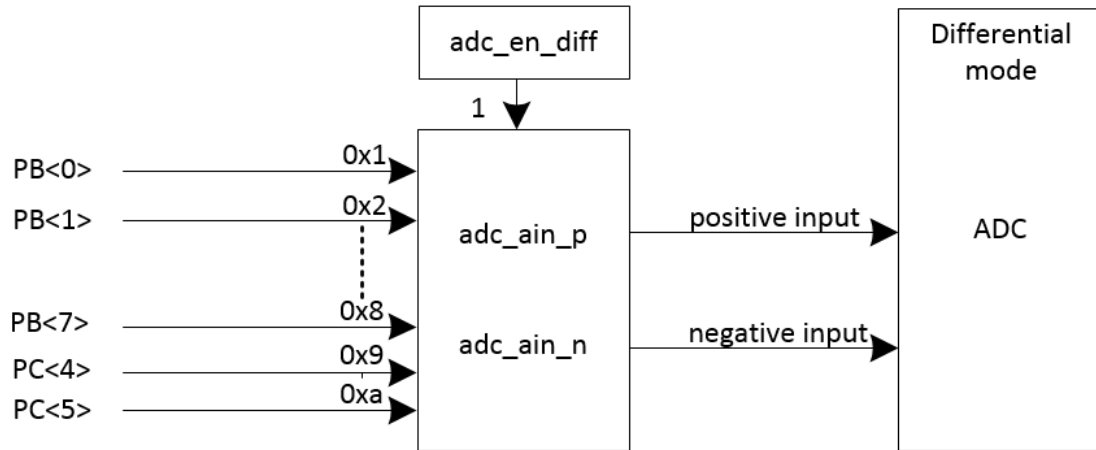 adc_en_diff
1
Differential
mode
PB<0>
0x1
PB<1>
0x2
adc_ain_p
positive input
ADC
PB<7>
0x8
adc_ain_n
negative input
PC<4>
0x9
PC<5>
0xa